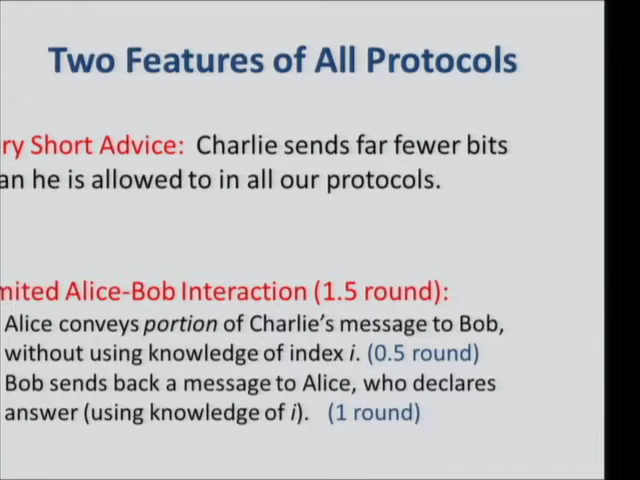 Two Features of All Protocols
ry Short Advice: Charlie sends far fewer bits
an he is allowed to in all our protocols.
mited Alice-Bob Interaction (1.5 round):
Alice conveys portion of Charlie's message to Bob,
without using knowledge of index i. (0.5 round)
Bob sends back a message to Alice, who declares
answer (using knowledge of i). (1 round)